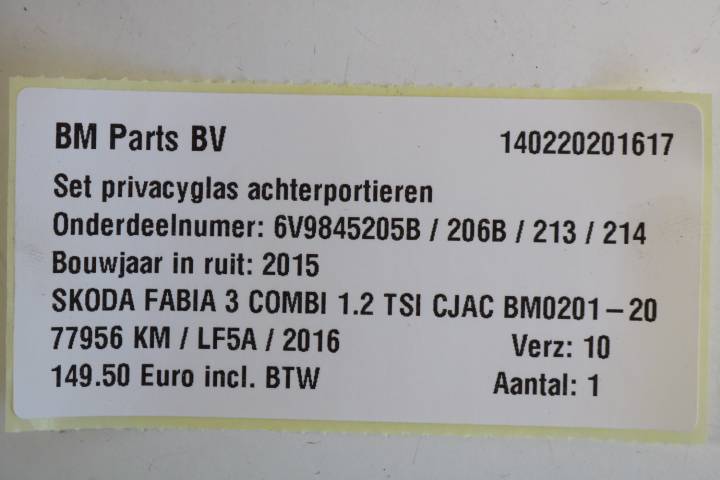 BM Parts BV 140220201617
Set privacyglas achterportieren
Onderdeelnumer: 6V9845205B / 206B / 213 / 214
Bouwjaar in ruit: 2015
SKODA FABIA 3 COMBI 1.2 TSI CJAC BM0201-20
77956 KM / LF5A / 2016 Verz: 10
149.50 Euro incl. BTW Aantal: 1